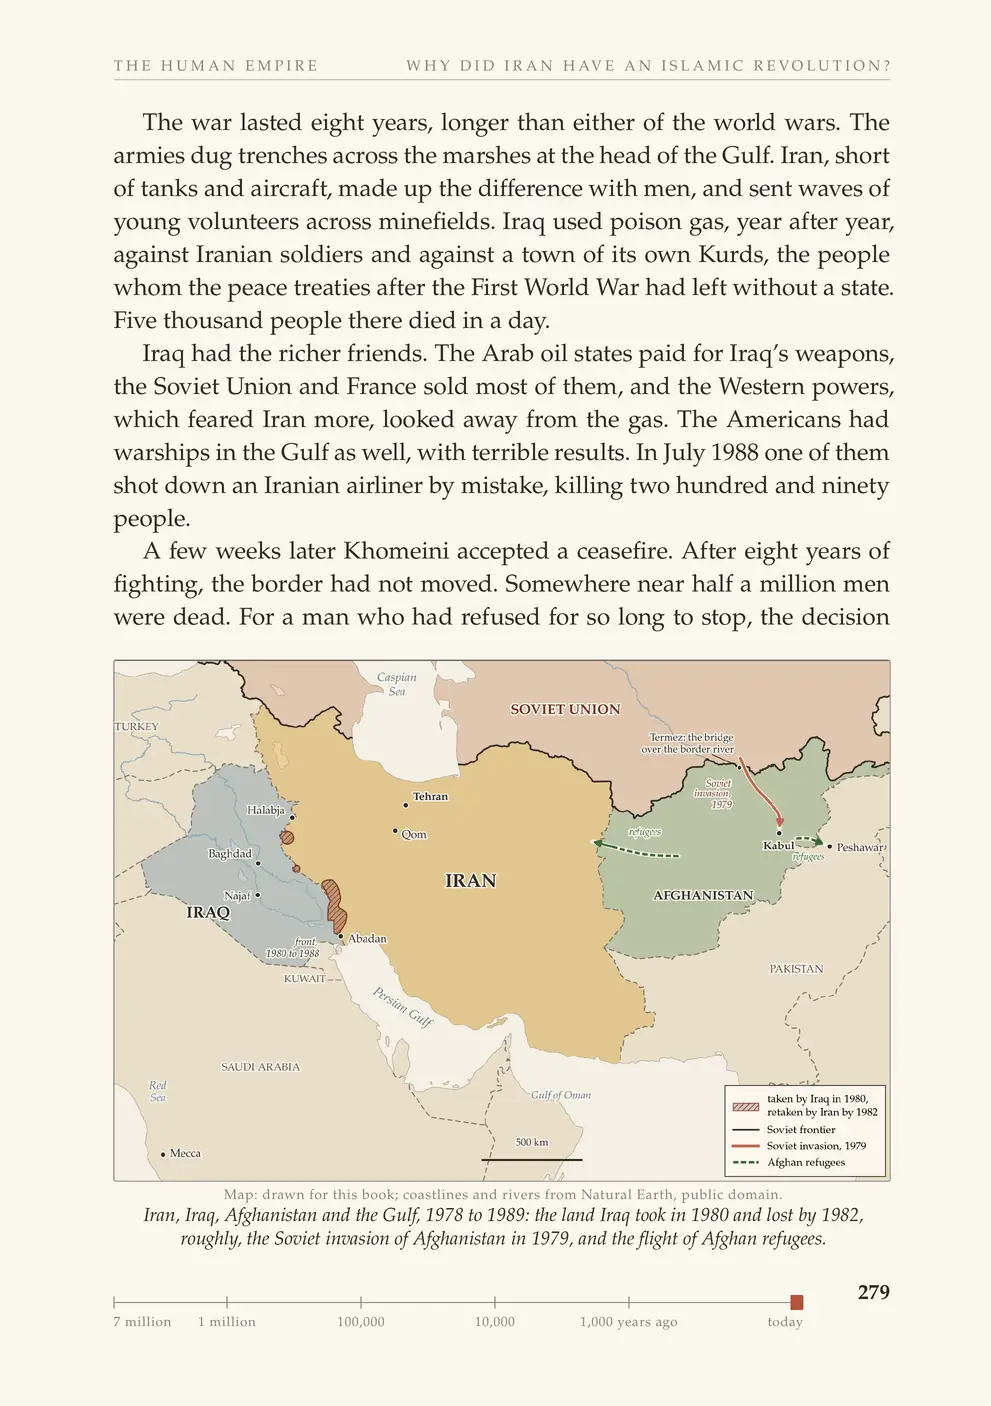 THE HUMAN EMPIRE WHY DID IRAN HAVE AN ISLAMIC REVOLUTION?
The war lasted eight years, longer than either of the world wars. The
armies dug trenches across the marshes at the head of the Gulf. Iran, short
of tanks and aircraft, made up the difference with men, and sent waves of
young volunteers across minefields. Iraq used poison gas, year after year,
against Iranian soldiers and against a town of its own Kurds, the people
whom the peace treaties after the First World War had left without a state.
Five thousand people there died in a day.
Iraq had the richer friends. The Arab oil states paid for Iraq's weapons,
the Soviet Union and France sold most of them, and the Western powers,
which feared Iran more, looked away from the gas. The Americans had
warships in the Gulf as well, with terrible results. In July 1988 one of them
shot down an Iranian airliner by mistake, killing two hundred and ninety
people.
A few weeks later Khomeini accepted a ceasefire. After eight years of
fighting, the border had not moved. Somewhere near half a million men
were dead. For a man who had refused for so long to stop, the decision
Caspian
Sea
SOVIET UNION
TURKEY
Termez: the bridge
over the border river
Soviet
invasion,
1979
Tehran
Halabja
Qom
refugees
Kabul
Peshawar
refugees
Baghdad
IRAN
Najaf
AFGHANISTAN
IRAQ
Abadan
front,
1980 to 1988
KUWAIT
PAKISTAN
Persian Gulf
SAUDI ARABIA
Red
Sea
Gulf of Oman
taken by Iraq in 1980,
retaken by Iran by 1982
Soviet frontier
Soviet invasion, 1979
Afghan refugees
500 km
Mecca
Map: drawn for this book; coastlines and rivers from Natural Earth, public domain.
Iran, Iraq, Afghanistan and the Gulf, 1978 to 1989: the land Iraq took in 1980 and lost by 1982,
roughly, the Soviet invasion of Afghanistan in 1979, and the flight of Afghan refugees.
279
7 million 1 million 100,000 10,000 1,000 years ago today